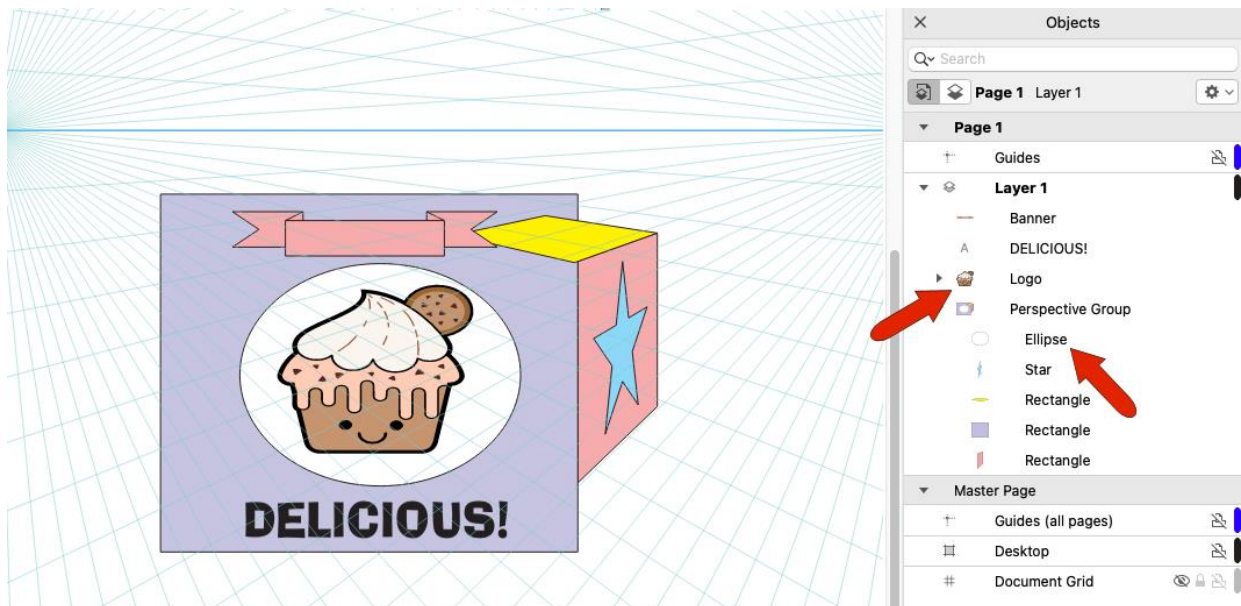 Objects
Search
Page 1 Layer 1
Page 1
Guides
Layer 1
Banner
A DELICIOUS!
Logo
Perspective Group
Ellipse
Star
Rectangle
Rectangle
Rectangle
Master Page
Guides (all pages)
Desktop
Document Grid
DELICIOUS!